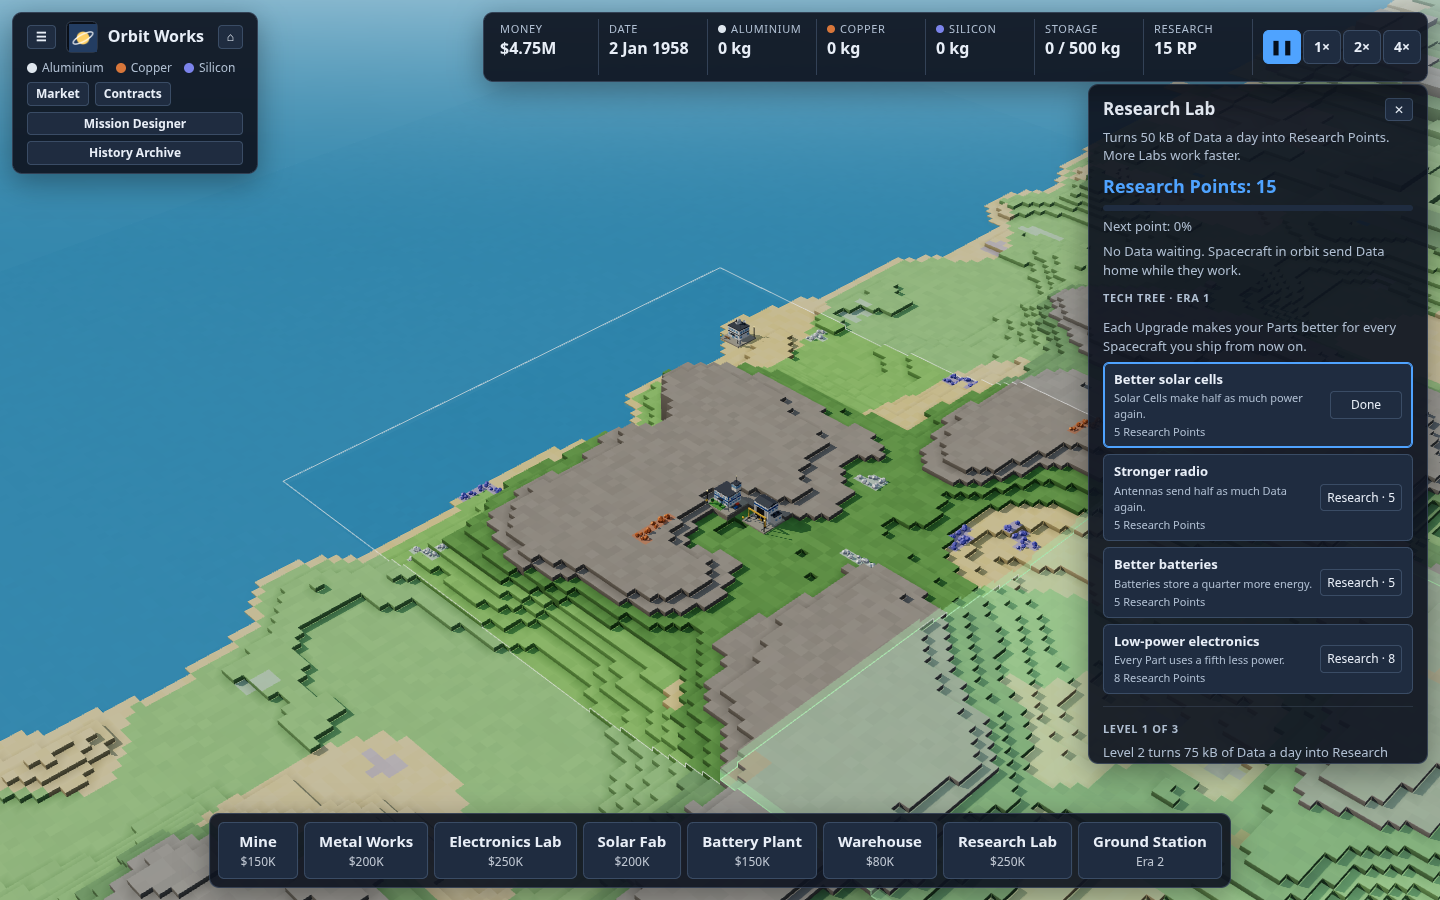 ☰ Orbit Works ⌂
Aluminium Copper Silicon
Market Contracts
Mission Designer
History Archive
MONEY
$4.75M
DATE
2 Jan 1958
ALUMINIUM
0 kg
COPPER
0 kg
SILICON
0 kg
STORAGE
0 / 500 kg
RESEARCH
15 RP
❚❚ 1× 2× 4×
Research Lab ✕
Turns 50 kB of Data a day into Research Points.
More Labs work faster.
Research Points: 15
Next point: 0%
No Data waiting. Spacecraft in orbit send Data
home while they work.
TECH TREE · ERA 1
Each Upgrade makes your Parts better for every
Spacecraft you ship from now on.
Better solar cells
Solar Cells make half as much power
again.
5 Research Points
Done
Stronger radio
Antennas send half as much Data
again.
5 Research Points
Research · 5
Better batteries
Batteries store a quarter more energy.
5 Research Points
Research · 5
Low-power electronics
Every Part uses a fifth less power.
8 Research Points
Research · 8
LEVEL 1 OF 3
Level 2 turns 75 kB of Data a day into Research
Mine
$150K
Metal Works
$200K
Electronics Lab
$250K
Solar Fab
$200K
Battery Plant
$150K
Warehouse
$80K
Research Lab
$250K
Ground Station
Era 2